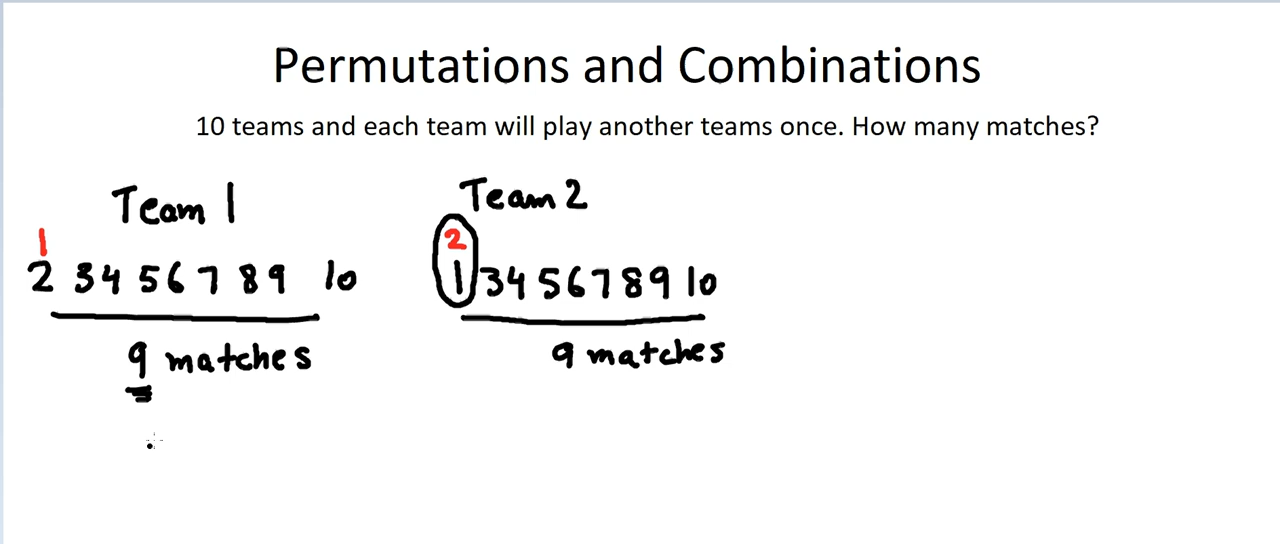 Permutations and Combinations
10 teams and each team will play another teams once. How many matches?
Team 1
1
2 3 4 5 6 7 8 9 10
9 matches
Team 2
2
1 3 4 5 6 7 8 9 10
9 matches